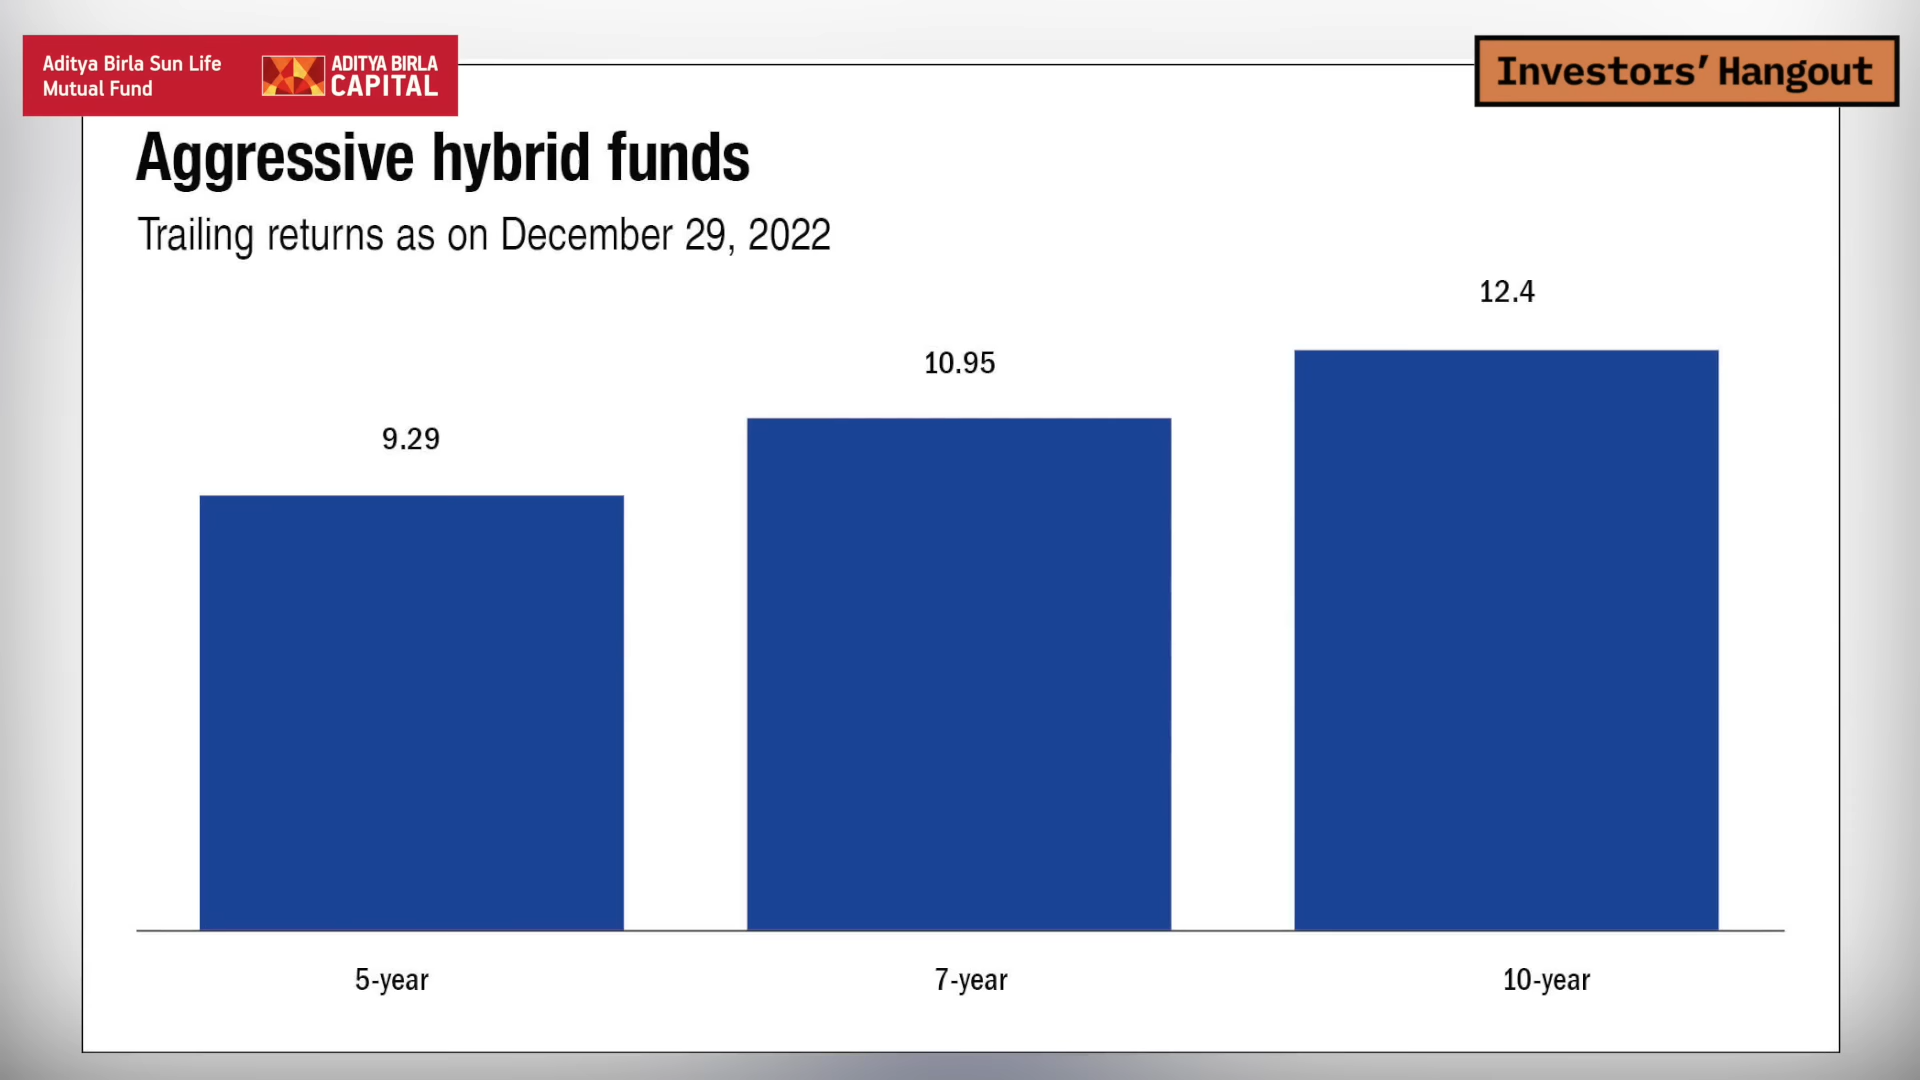 Aditya Birla Sun Life
Mutual Fund
ADITYA BIRLA
CAPITAL
Investors’ Hangout
Aggressive hybrid funds
Trailing returns as on December 29, 2022
9.29
10.95
12.4
5-year
7-year
10-year